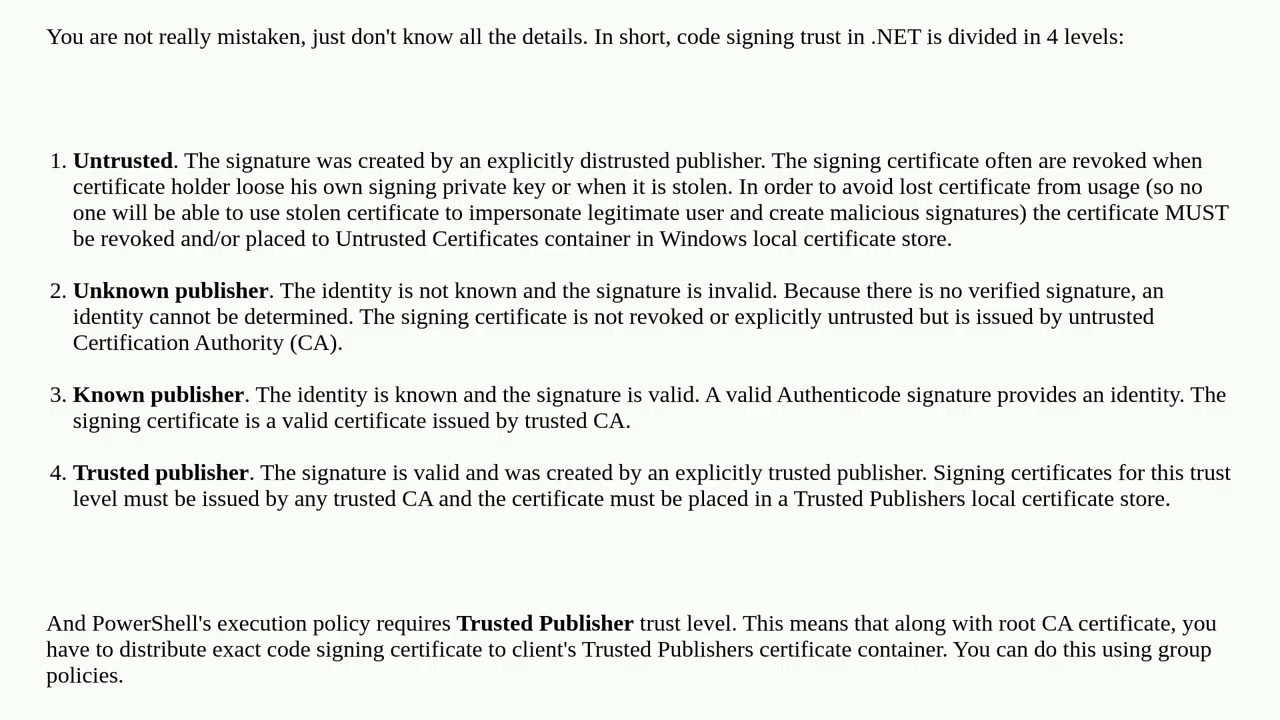 You are not really mistaken, just don't know all the details. In short, code signing trust in .NET is divided in 4 levels:
1. Untrusted. The signature was created by an explicitly distrusted publisher. The signing certificate often are revoked when
certificate holder loose his own signing private key or when it is stolen. In order to avoid lost certificate from usage (so no
one will be able to use stolen certificate to impersonate legitimate user and create malicious signatures) the certificate MUST
be revoked and/or placed to Untrusted Certificates container in Windows local certificate store.
2. Unknown publisher. The identity is not known and the signature is invalid. Because there is no verified signature, an
identity cannot be determined. The signing certificate is not revoked or explicitly untrusted but is issued by untrusted
Certification Authority (CA).
3. Known publisher. The identity is known and the signature is valid. A valid Authenticode signature provides an identity. The
signing certificate is a valid certificate issued by trusted CA.
4. Trusted publisher. The signature is valid and was created by an explicitly trusted publisher. Signing certificates for this trust
level must be issued by any trusted CA and the certificate must be placed in a Trusted Publishers local certificate store.
And PowerShell's execution policy requires Trusted Publisher trust level. This means that along with root CA certificate, you
have to distribute exact code signing certificate to client's Trusted Publishers certificate container. You can do this using group
policies.